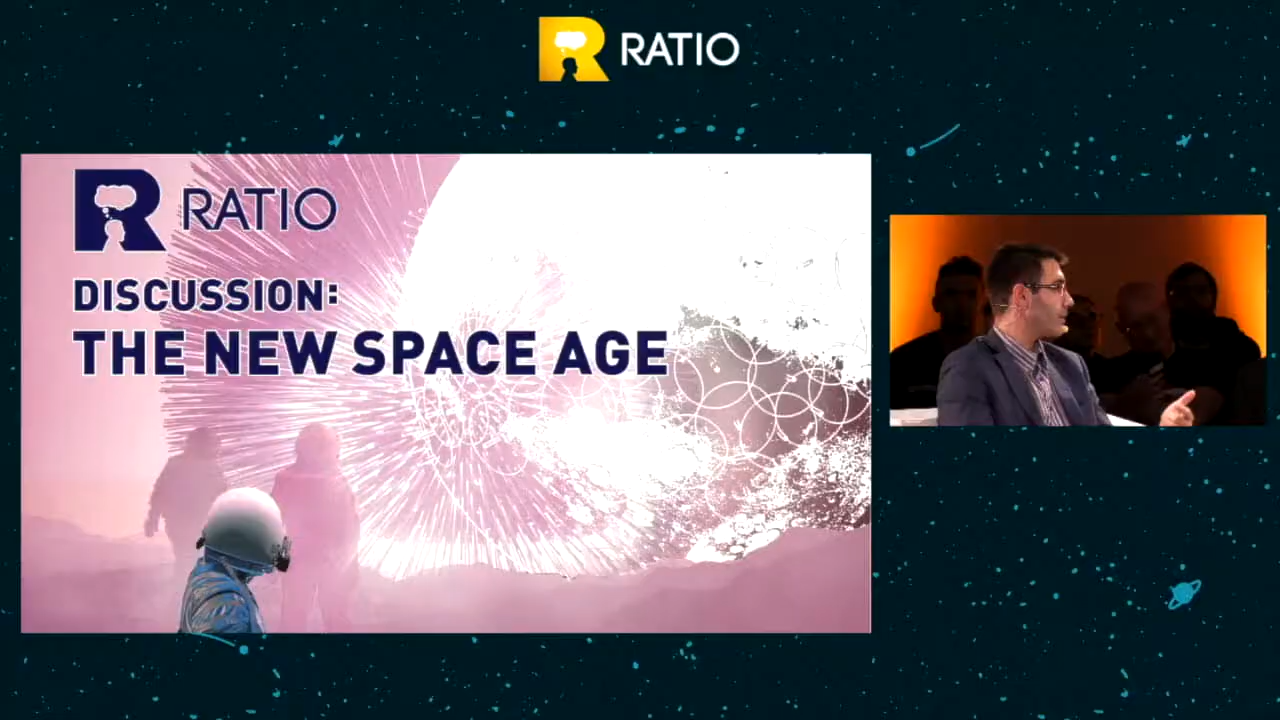 RATIO
RATIO
DISCUSSION:
THE NEW SPACE AGE